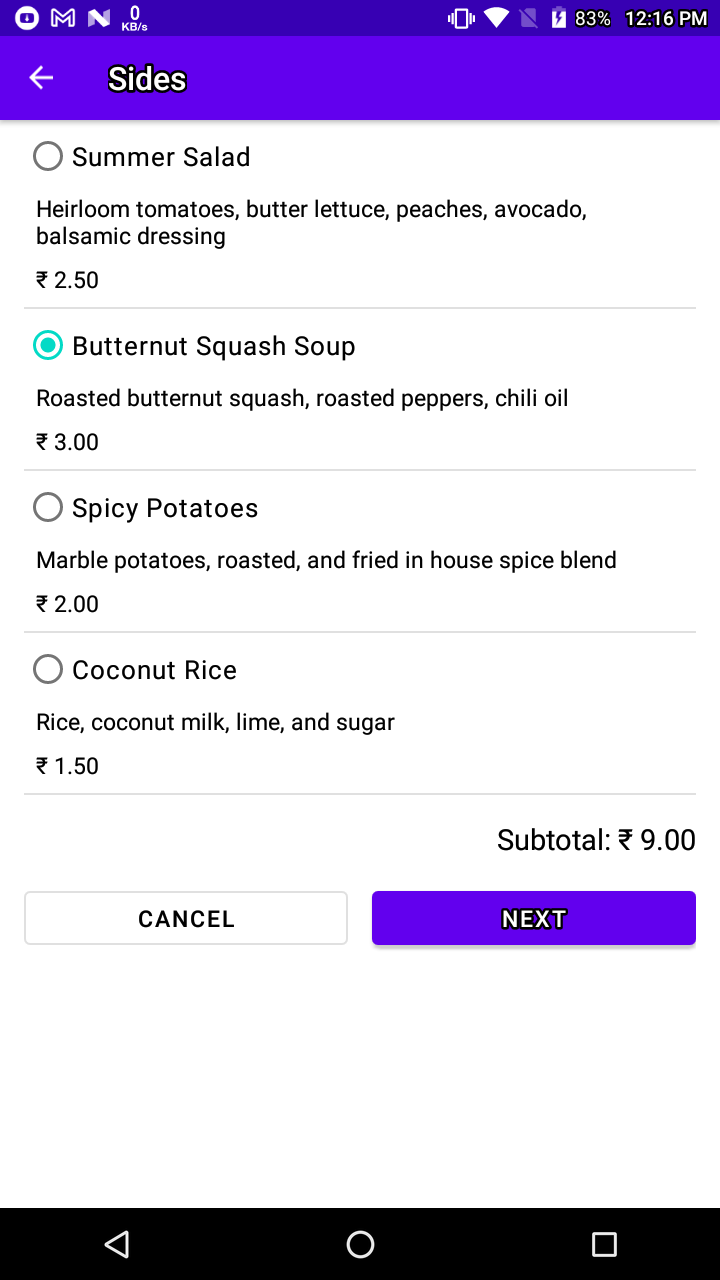 0
KB/s
83% 12:16 PM
Sides
Summer Salad
Heirloom tomatoes, butter lettuce, peaches, avocado,
balsamic dressing
₹ 2.50
Butternut Squash Soup
Roasted butternut squash, roasted peppers, chili oil
₹ 3.00
Spicy Potatoes
Marble potatoes, roasted, and fried in house spice blend
₹ 2.00
Coconut Rice
Rice, coconut milk, lime, and sugar
₹ 1.50
Subtotal: ₹ 9.00
CANCEL
NEXT